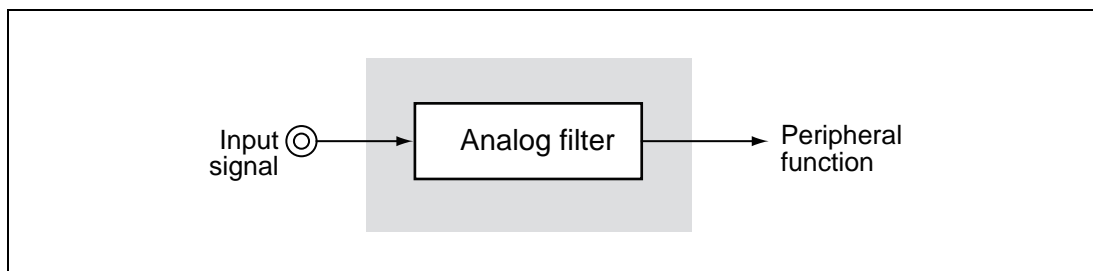 Input
signal
Analog filter
Peripheral
function